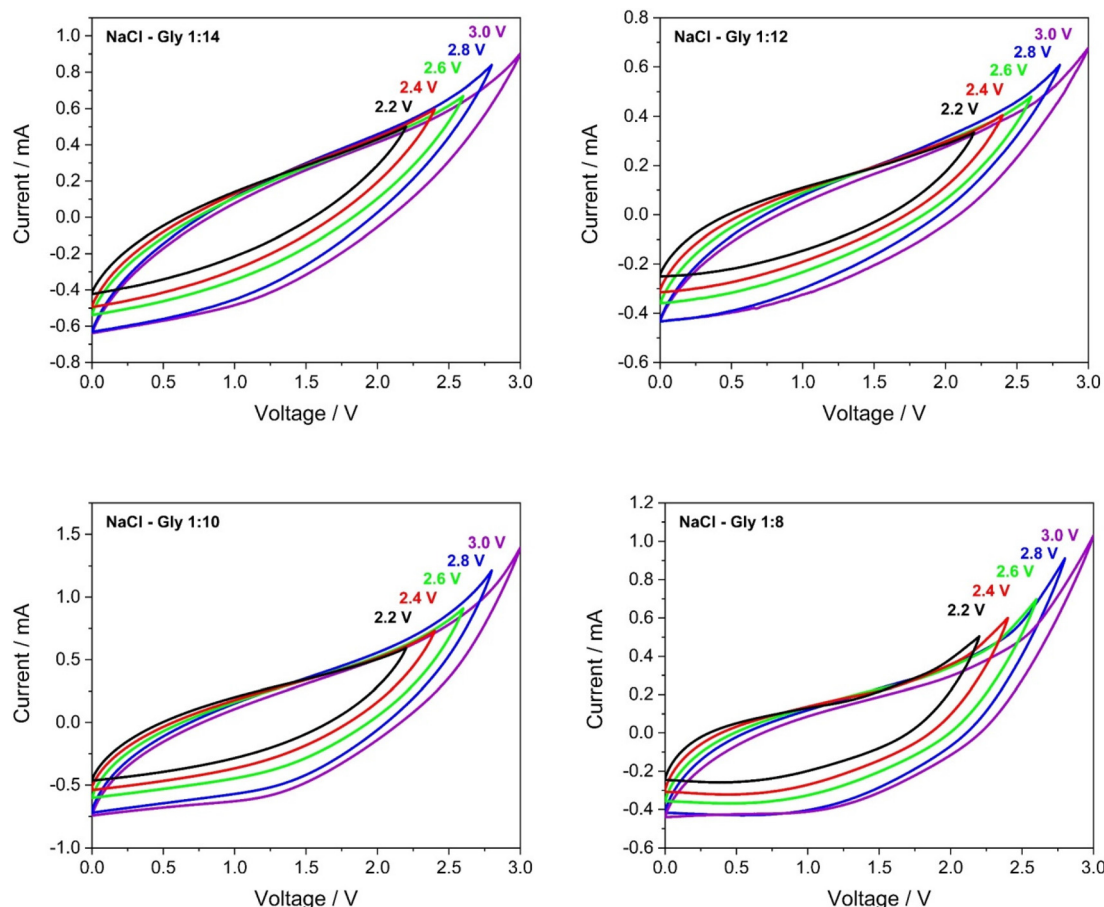 NaCl - Gly 1:14
3.0 V
2.8 V
2.6 V
2.4 V
2.2 V
1.0
0.8
0.6
0.4
0.2
0.0
-0.2
-0.4
-0.6
-0.8
Current / mA
0.0 0.5 1.0 1.5 2.0 2.5 3.0
Voltage / V
NaCl - Gly 1:12
3.0 V
2.8 V
2.6 V
2.4 V
2.2 V
0.8
0.6
0.4
0.2
0.0
-0.2
-0.4
-0.6
Current / mA
0.0 0.5 1.0 1.5 2.0 2.5 3.0
Voltage / V
NaCl - Gly 1:10
3.0 V
2.8 V
2.6 V
2.4 V
2.2 V
1.5
1.0
0.5
0.0
-0.5
-1.0
Current / mA
0.0 0.5 1.0 1.5 2.0 2.5 3.0
Voltage / V
NaCl - Gly 1:8
3.0 V
2.8 V
2.6 V
2.4 V
2.2 V
1.2
1.0
0.8
0.6
0.4
0.2
0.0
-0.2
-0.4
-0.6
Current / mA
0.0 0.5 1.0 1.5 2.0 2.5 3.0
Voltage / V